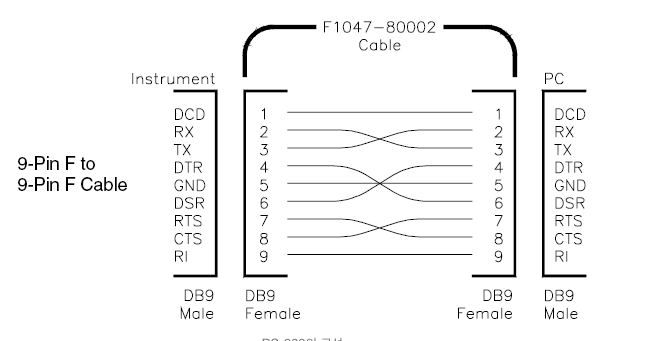 F1047-80002
Cable
Instrument
PC
DCD 1 1 DCD
RX 2 2 RX
TX 3 3 TX
DTR 4 4 DTR
GND 5 5 GND
DSR 6 6 DSR
RTS 7 7 RTS
CTS 8 8 CTS
RI 9 9 RI
9-Pin F to
9-Pin F Cable
DB9 DB9 DB9 DB9
Male Female Female Male